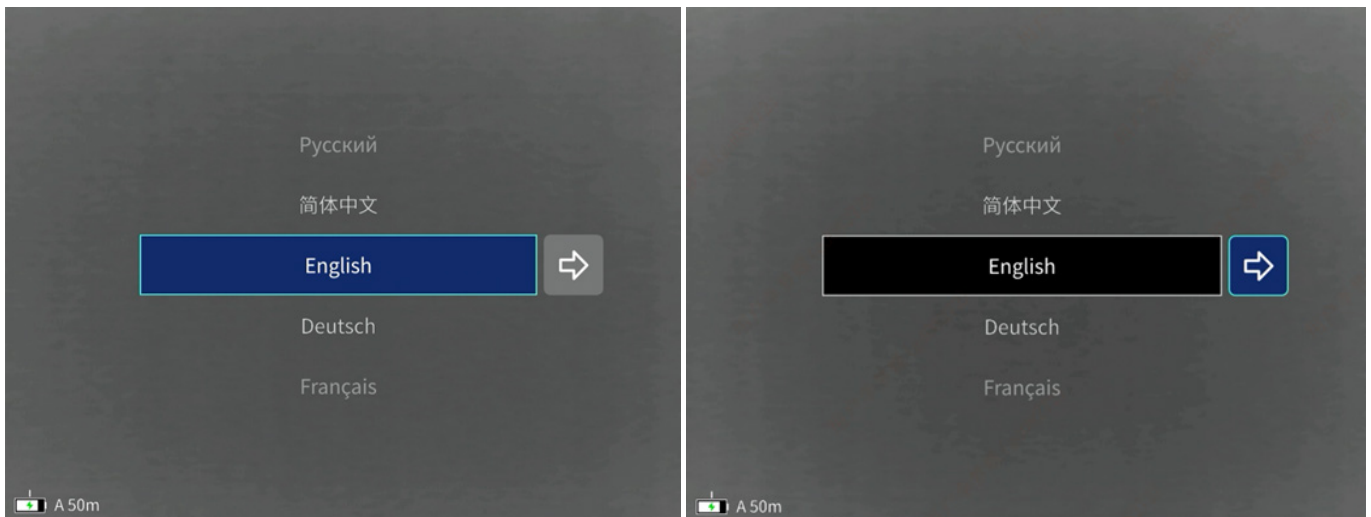 Русский
简体中文
English
Deutsch
Français
A 50m
Русский
简体中文
English
Deutsch
Français
A 50m